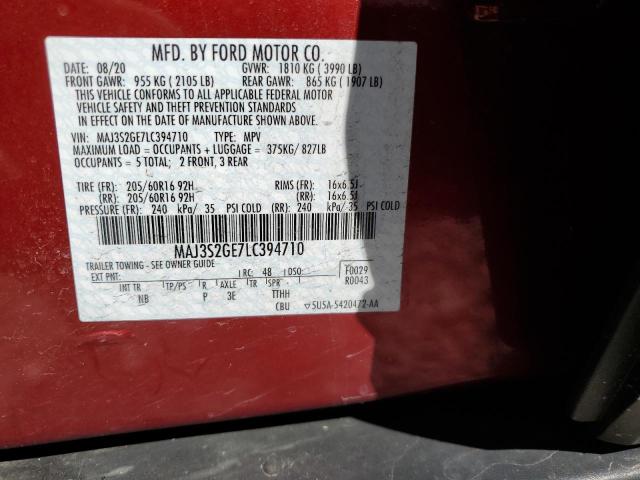 MFD. BY FORD MOTOR CO.
DATE: 08/20 GVWR: 1810 KG ( 3990 LB)
FRONT GAWR: 955 KG ( 2105 LB) REAR GAWR: 865 KG ( 1907 LB)
THIS VEHICLE CONFORMS TO ALL APPLICABLE FEDERAL MOTOR
VEHICLE SAFETY AND THEFT PREVENTION STANDARDS
IN EFFECT ON THE DATE OF MANUFACTURE SHOWN ABOVE.
VIN: MAJ3S2GE7LC394710 TYPE: MPV
MAXIMUM LOAD = OCCUPANTS + LUGGAGE = 375KG/ 827LB
OCCUPANTS = 5 TOTAL; 2 FRONT, 3 REAR
TIRE (FR): 205/60R16 92H RIMS (FR): 16x6.5J
(RR): 205/60R16 92H (RR): 16x6.5J
PRESSURE (FR): 240 kPa/ 35 PSI COLD (RR): 240 kPa/ 35 PSI COLD
MAJ3S2GE7LC394710
TRAILER TOWING - SEE OWNER GUIDE
EXT PNT: RC: 48 DSO: F0029
R0043
INT TR TP/PS R AXLE TR SPR
NB P 3E TTHH
CBU 5U5A-5420472-AA